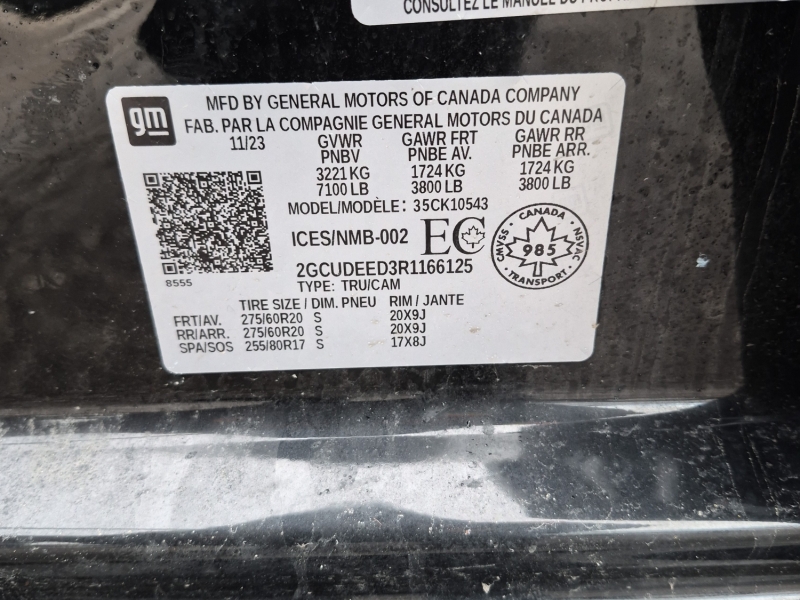 CONSULTEZ LE MANUEL DU
gm
MFD BY GENERAL MOTORS OF CANADA COMPANY
FAB. PAR LA COMPAGNIE GENERAL MOTORS DU CANADA
11/23 GVWR GAWR FRT GAWR RR
PNBV PNBE AV. PNBE ARR.
3221 KG 1724 KG 1724 KG
7100 LB 3800 LB 3800 LB
MODEL/MODÈLE: 35CK10543
ICES/NMB-002 EC
CANADA
CMVSS 985 NSVAC
TRANSPORT
8555
2GCUDEED3R1166125
TYPE: TRU/CAM
TIRE SIZE / DIM. PNEU RIM / JANTE
FRT/AV. 275/60R20 S 20X9J
RR/ARR. 275/60R20 S 20X9J
SPA/SOS 255/80R17 S 17X8J